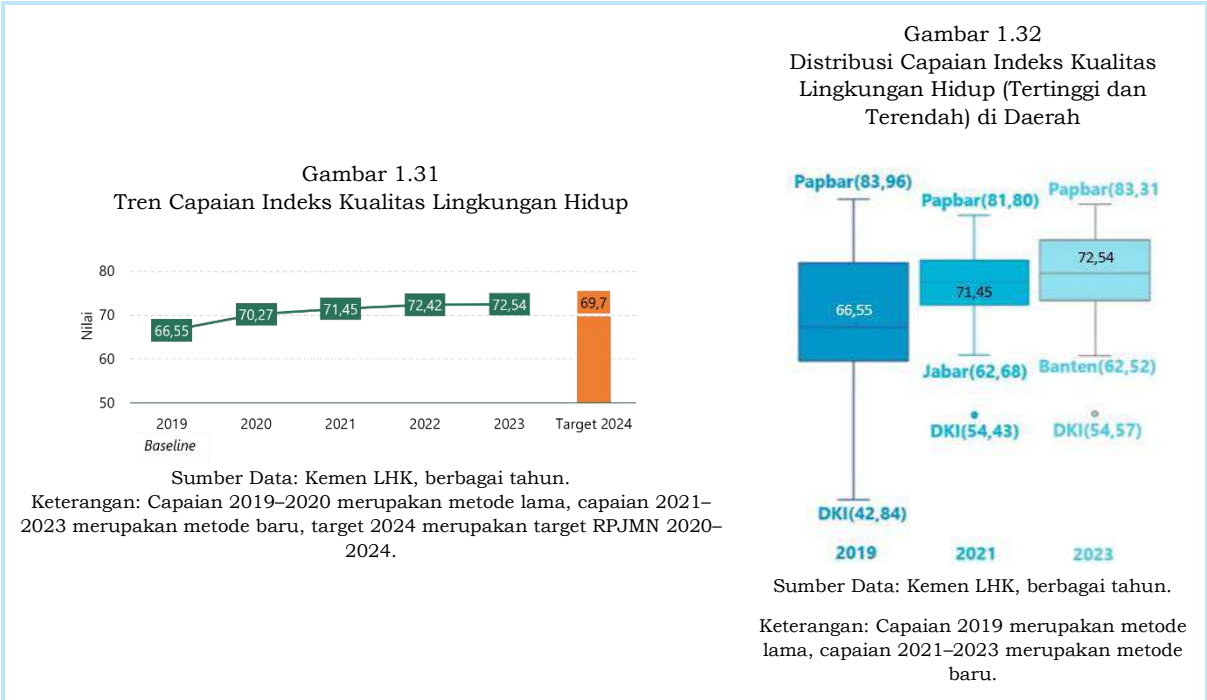 Gambar 1.31
Tren Capaian Indeks Kualitas Lingkungan Hidup
Nilai
80
70
60
50
66,55
70,27
71,45
72,42
72,54
69,7
2019
2020
2021
2022
2023
Target 2024
Baseline
Sumber Data: Kemen LHK, berbagai tahun.
Keterangan: Capaian 2019–2020 merupakan metode lama, capaian 2021–
2023 merupakan metode baru, target 2024 merupakan target RPJMN 2020–
2024.
Gambar 1.32
Distribusi Capaian Indeks Kualitas
Lingkungan Hidup (Tertinggi dan
Terendah) di Daerah
Papbar(83,96)
Papbar(81,80)
Papbar(83,31
66,55
71,45
72,54
Jabar(62,68)
Banten(62,52)
DKI(54,43)
DKI(54,57)
DKI(42,84)
2019
2021
2023
Sumber Data: Kemen LHK, berbagai tahun.
Keterangan: Capaian 2019 merupakan metode
lama, capaian 2021–2023 merupakan metode
baru.